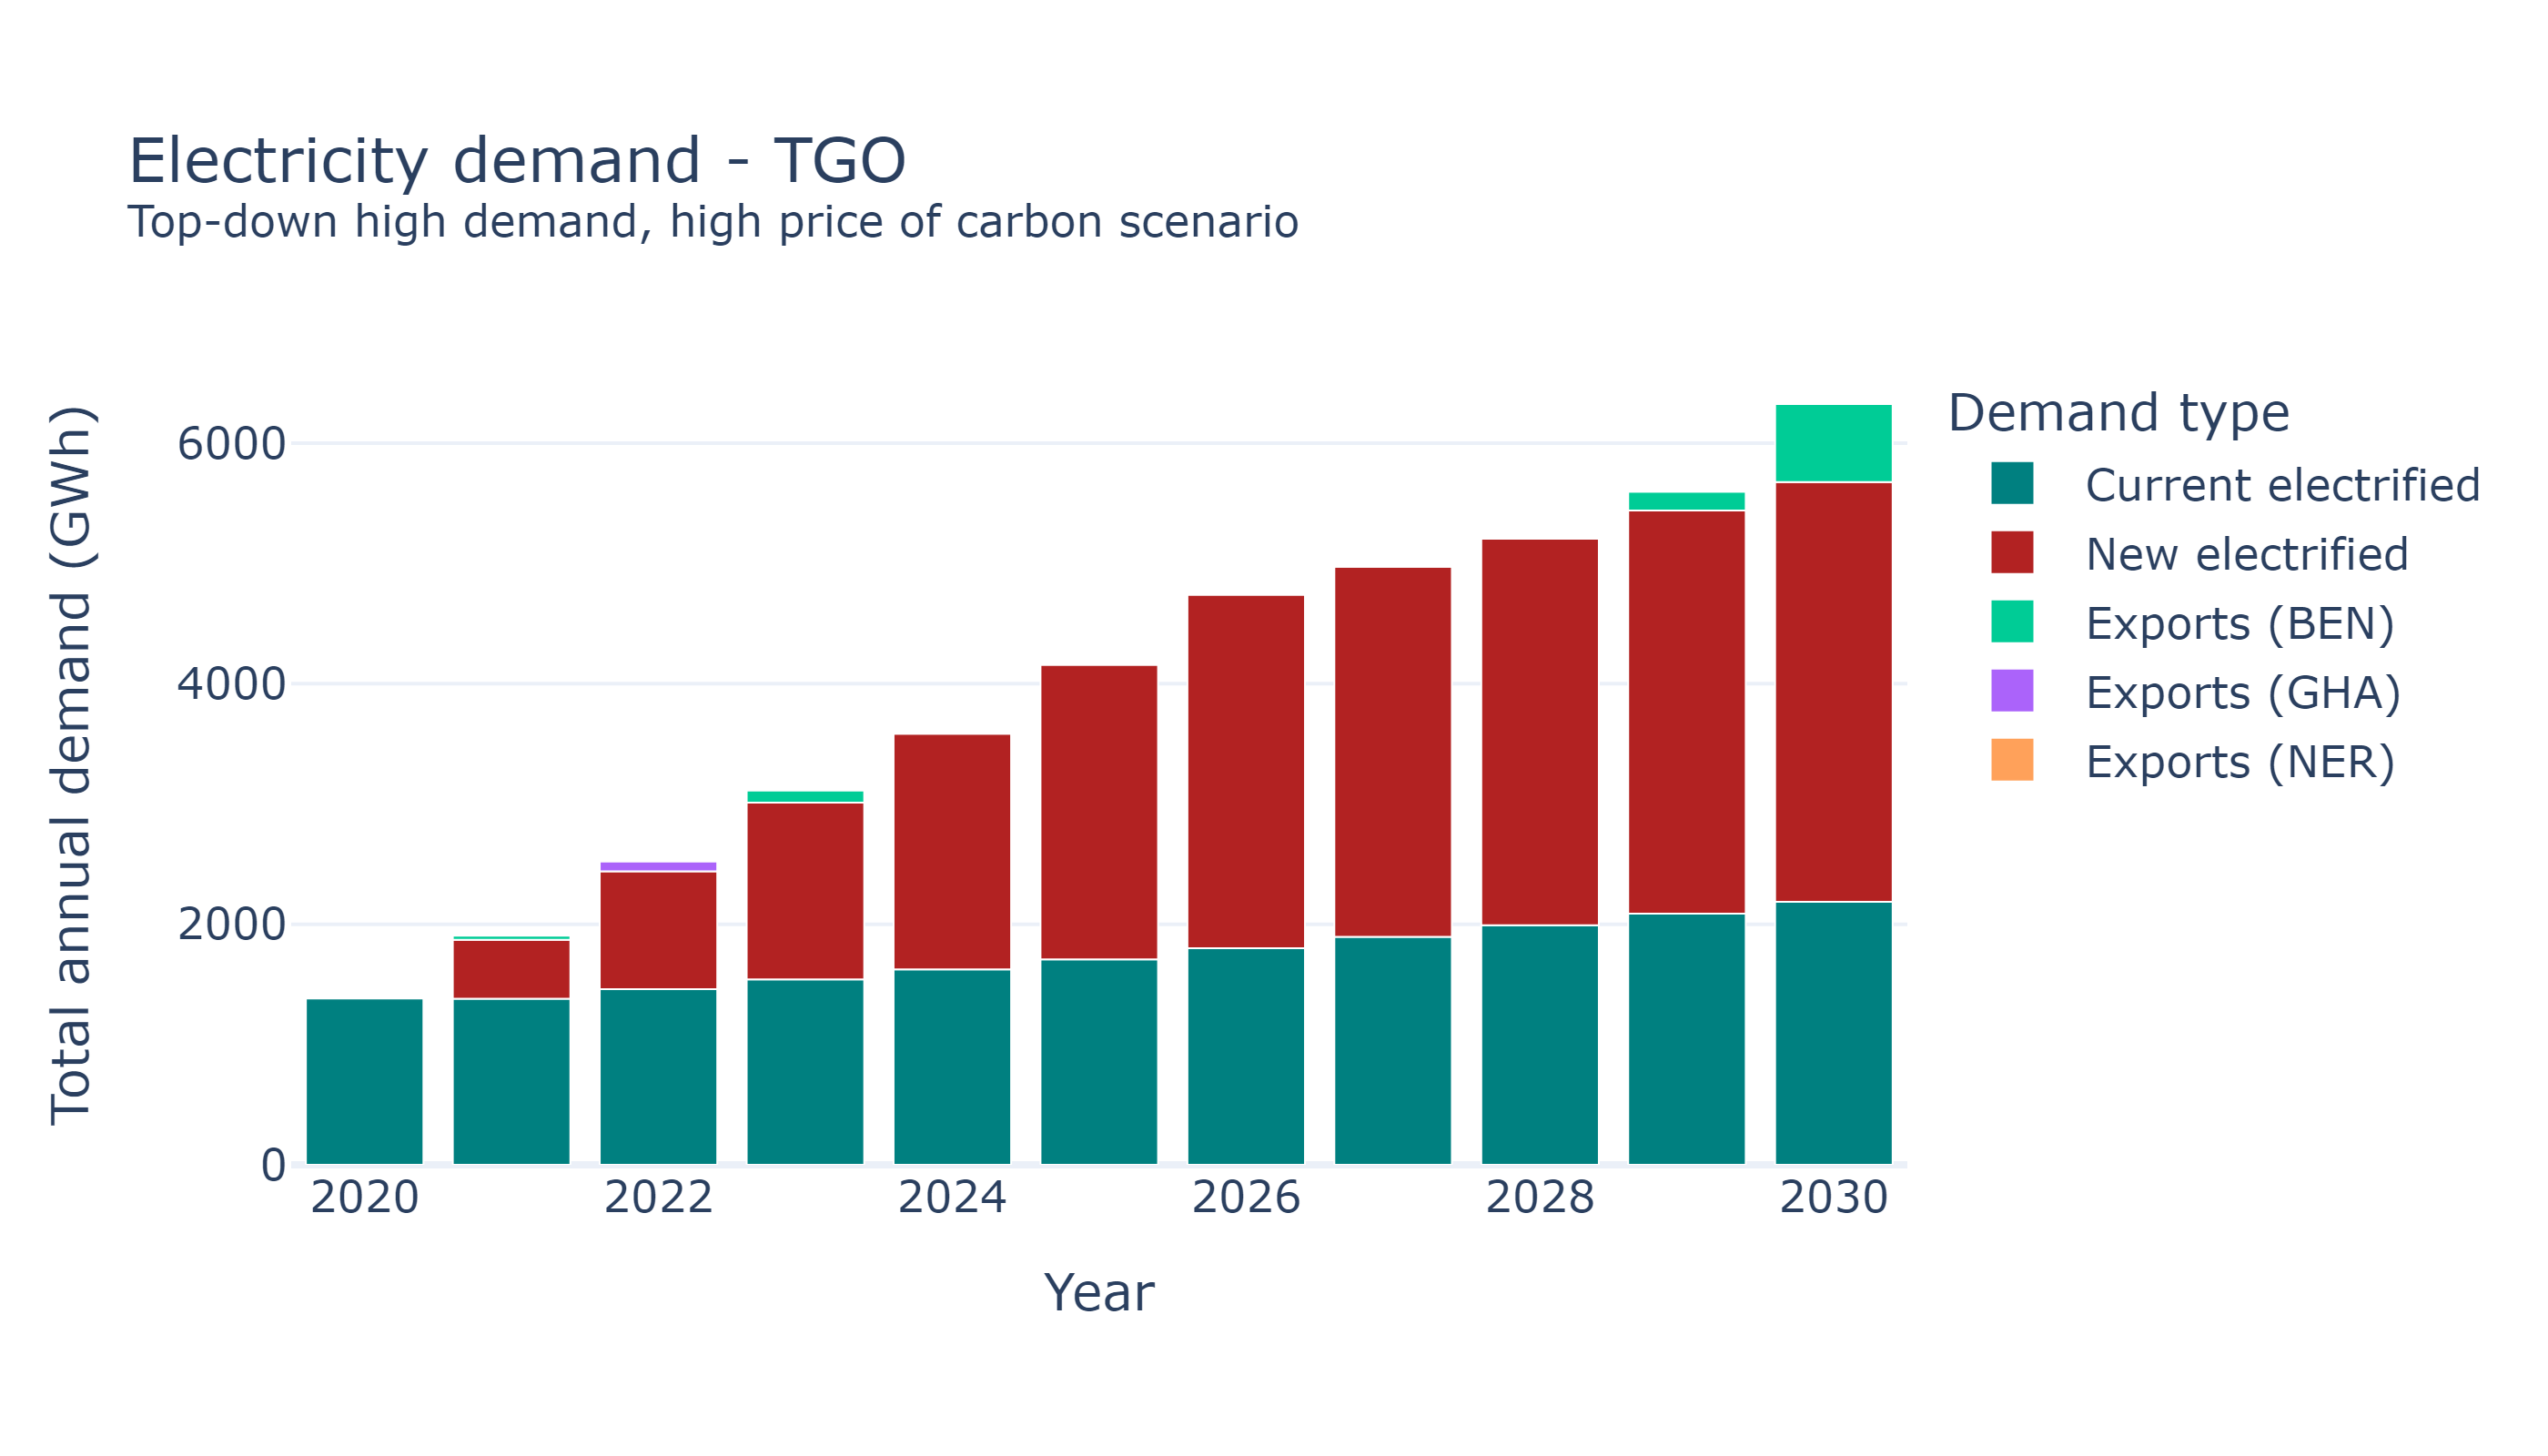 Electricity demand - TGO
Top-down high demand, high price of carbon scenario
Total annual demand (GWh)
6000
4000
2000
0
2020
2022
2024
2026
2028
2030
Year
Demand type
Current electrified
New electrified
Exports (BEN)
Exports (GHA)
Exports (NER)